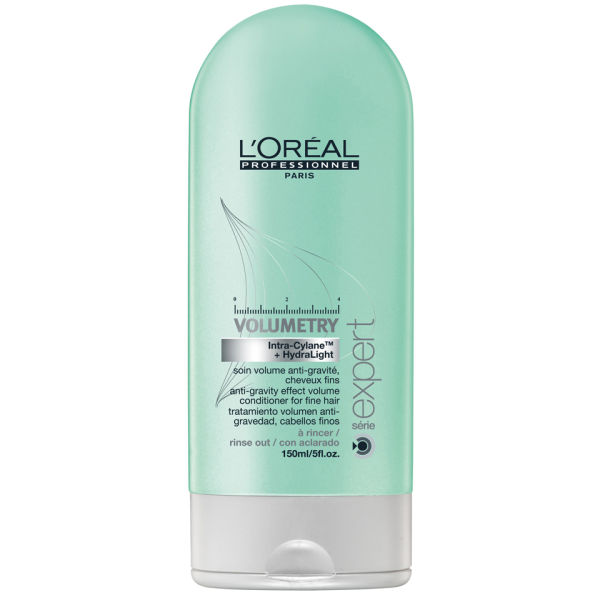 L'ORÉAL
PROFESSIONNEL
PARIS
0 2 4
VOLUMETRY
Intra-Cylane™
+ HydraLight
soin volume anti-gravité,
cheveux fins
anti-gravity effect volume
conditioner for fine hair
tratamiento volumen anti-
gravedad, cabellos finos
à rincer /
rinse out / con aclarado
150ml/5fl.oz.
série
expert